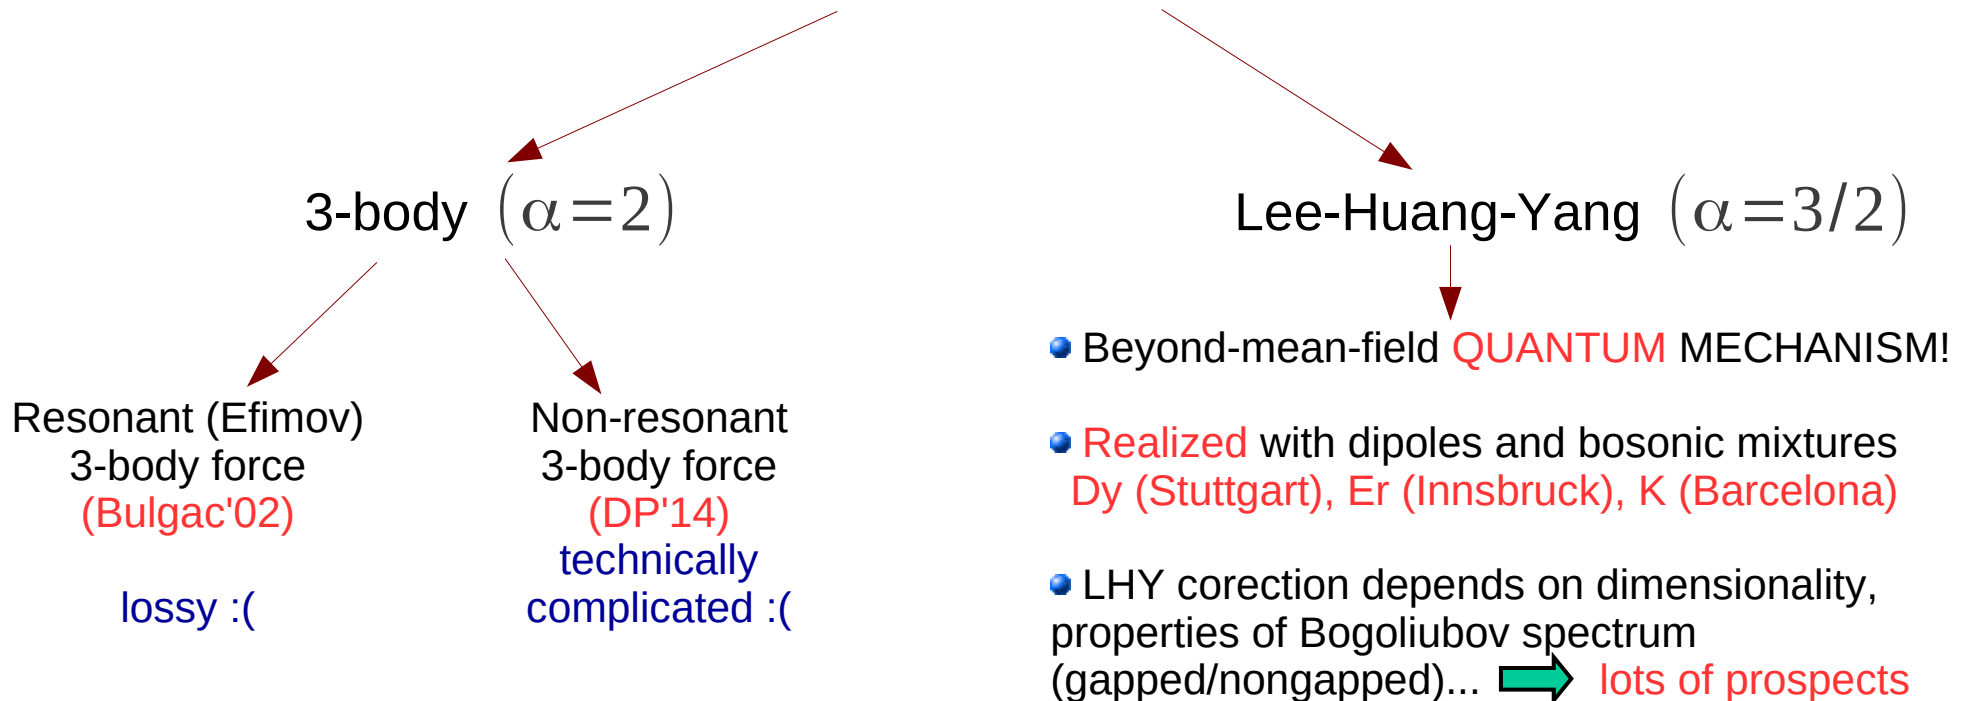 3-body (α=2)
Resonant (Efimov)
3-body force
(Bulgac'02)
lossy :(
Non-resonant
3-body force
(DP'14)
technically
complicated :(
Lee-Huang-Yang (α=3/2)
Beyond-mean-field QUANTUM MECHANISM!
Realized with dipoles and bosonic mixtures
Dy (Stuttgart), Er (Innsbruck), K (Barcelona)
LHY corection depends on dimensionality,
properties of Bogoliubov spectrum
(gapped/nongapped)... lots of prospects